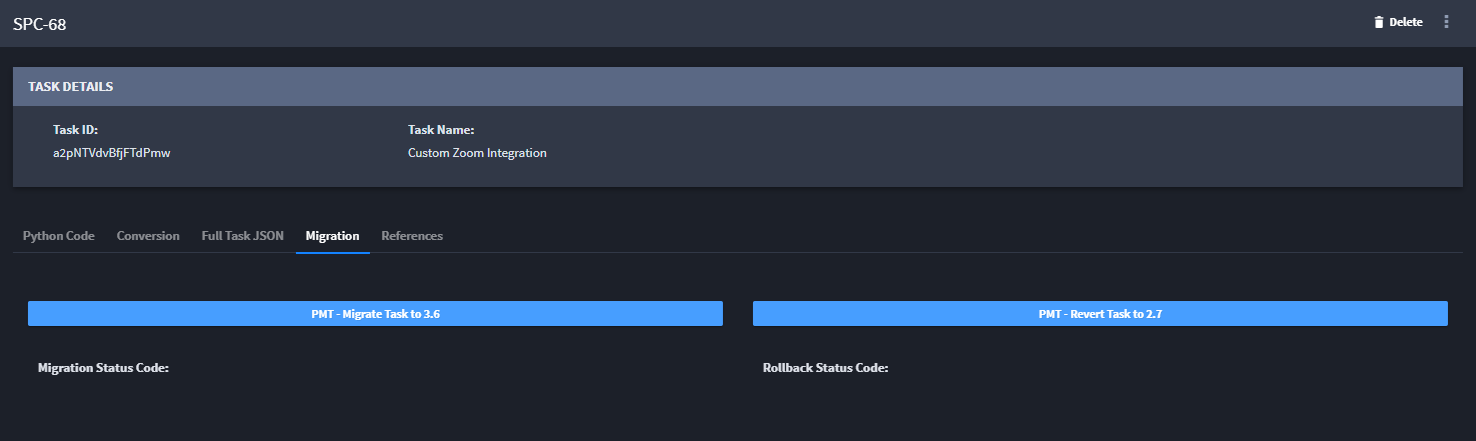 SPC-68
Delete
TASK DETAILS
Task ID:
Task Name:
a2pNTVdvBfjFTdPmw
Custom Zoom Integration
Python Code
Conversion
Full Task JSON
Migration
References
PMT - Migrate Task to 3.6
PMT - Revert Task to 2.7
Migration Status Code:
Rollback Status Code: